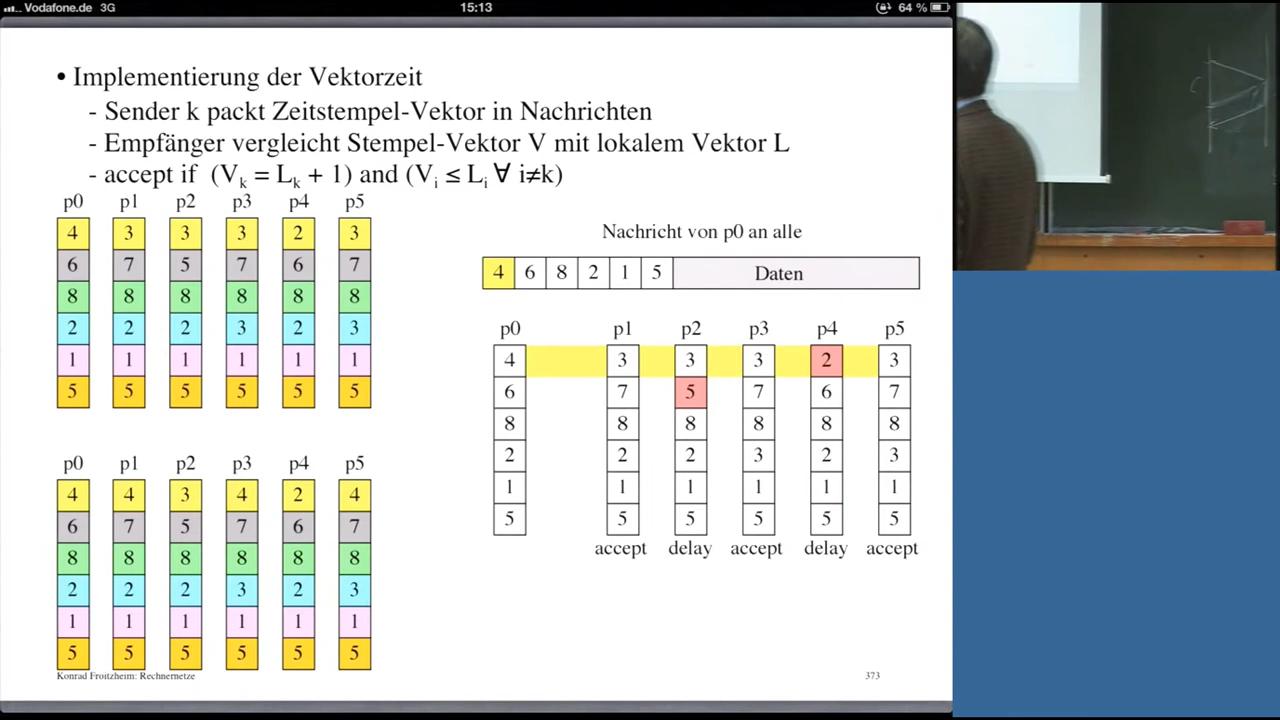 Vodafone.de 3G 15:13 64 %
• Implementierung der Vektorzeit
- Sender k packt Zeitstempel-Vektor in Nachrichten
- Empfänger vergleicht Stempel-Vektor V mit lokalem Vektor L
- accept if (Vk = Lk + 1) and (Vi ≤ Li ∀ i≠k)
p0 p1 p2 p3 p4 p5
4 3 3 3 2 3
6 7 5 7 6 7
8 8 8 8 8 8
2 2 2 3 2 3
1 1 1 1 1 1
5 5 5 5 5 5
p0 p1 p2 p3 p4 p5
4 4 3 4 2 4
6 7 5 7 6 7
8 8 8 8 8 8
2 2 2 3 2 3
1 1 1 1 1 1
5 5 5 5 5 5
Nachricht von p0 an alle
4 6 8 2 1 5 Daten
p0 p1 p2 p3 p4 p5
4 3 3 3 2 3
6 7 5 7 6 7
8 8 8 8 8 8
2 2 2 3 2 3
1 1 1 1 1 1
5 5 5 5 5 5
accept delay accept delay accept
Konrad Froitzheim: Rechnernetze 373